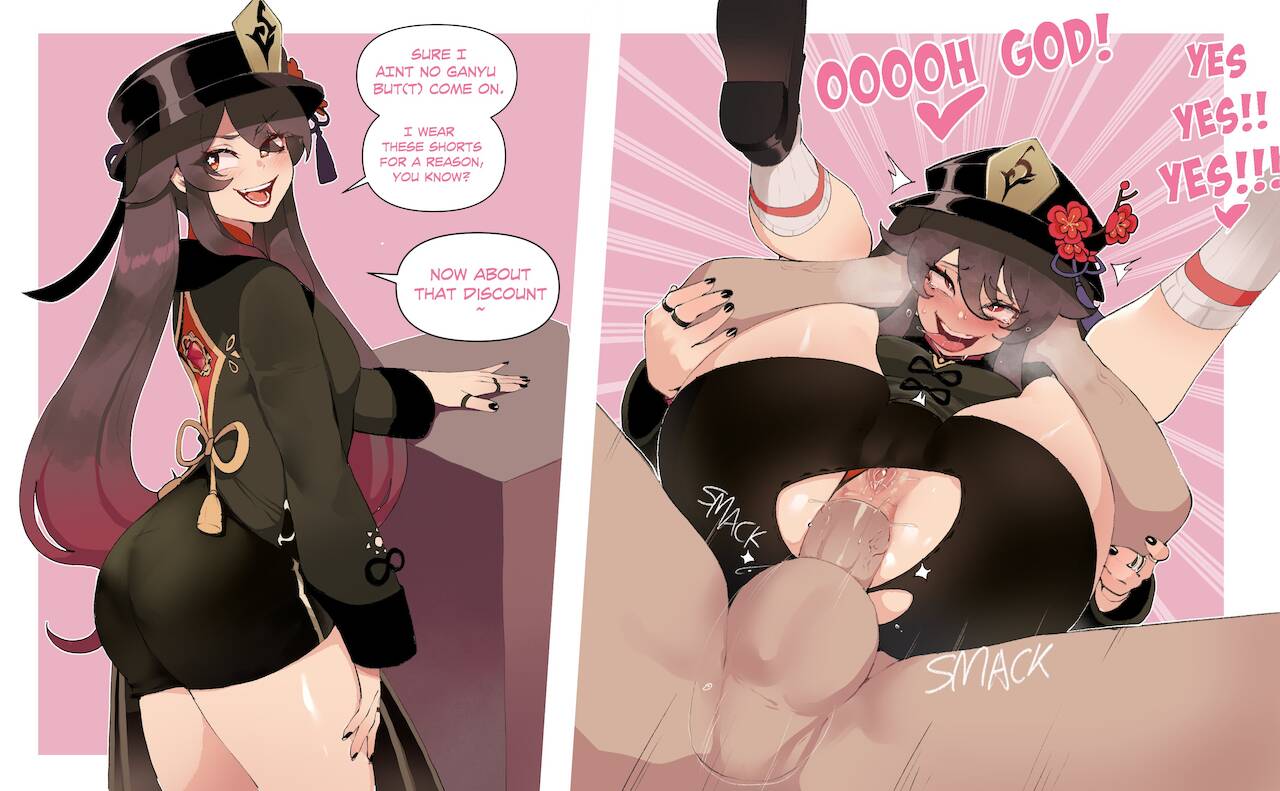 SURE I
AINT NO GANYU
BUT(T) COME ON.
I WEAR
THESE SHORTS
FOR A REASON,
YOU KNOW?
NOW ABOUT
THAT DISCOUNT
~
OOOOH GOD!
YES
YES!!
YES!!!
SMACK
SMACK